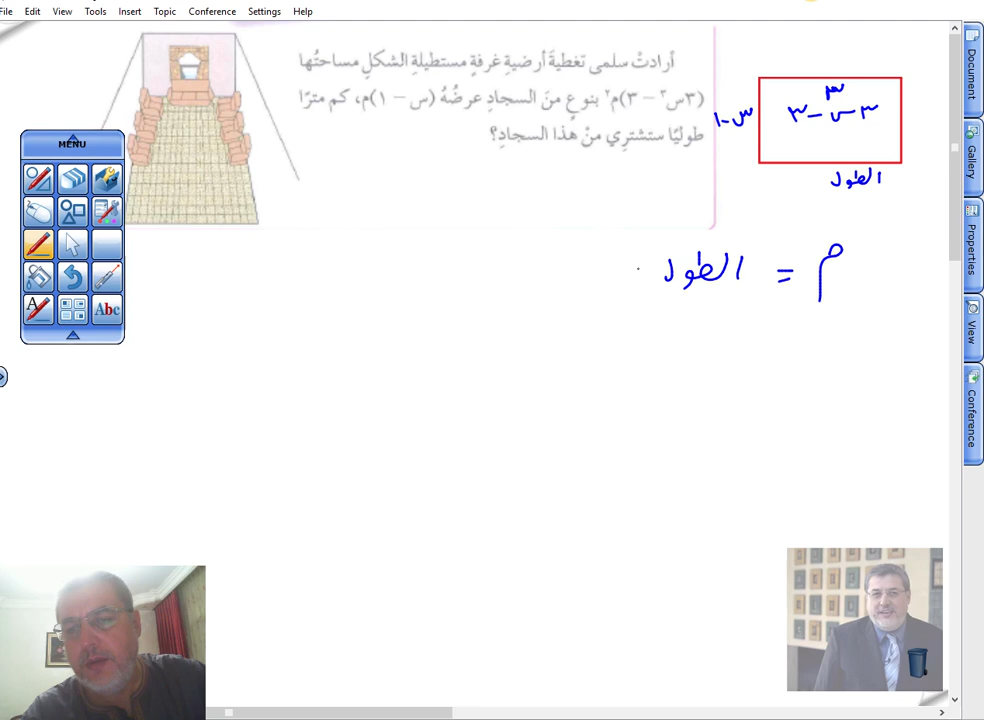 File Edit View Tools Insert Topic Conference Settings Help
أرادتْ سلمى تغطيةَ أرضيةِ غرفةٍ مستطيلةِ الشكلِ مساحتُها
(٣س٣ – ٣)م٢ بنوعٍ منَ السجادِ عرضُهُ (س – ١)م، كم مترًا
طوليًا ستشترِي منْ هذا السجادِ؟
٣س٣ – ٣
س-١
الطول
م = الطول
MENU
A
Abc
Document
Gallery
Properties
View
Conference